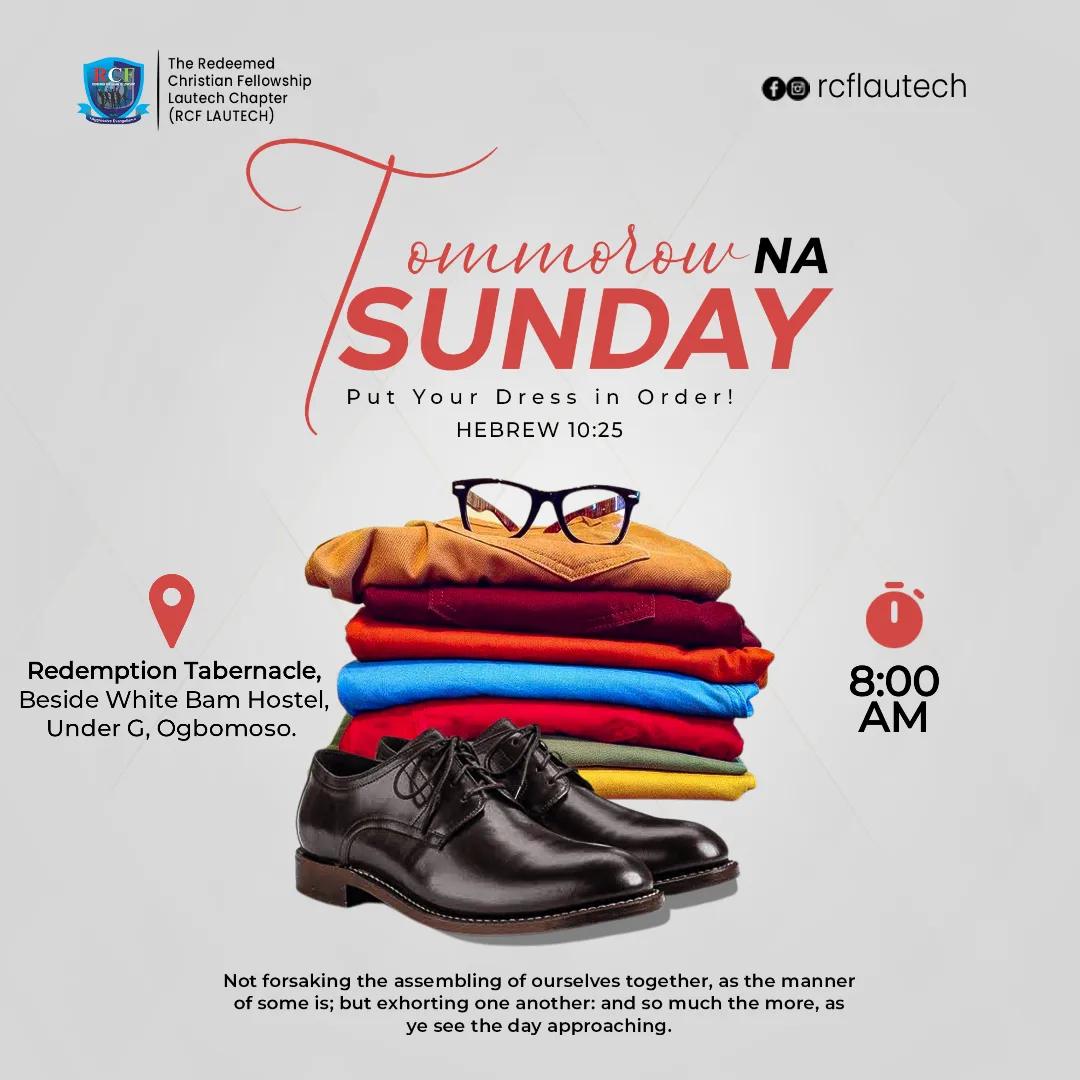 RCF
The Redeemed
Christian Fellowship
Lautech Chapter
(RCF LAUTECH)
rcflautech
Tommorow NA
SUNDAY
Put Your Dress in Order!
HEBREW 10:25
Redemption Tabernacle,
Beside White Bam Hostel,
Under G, Ogbomoso.
8:00
AM
Not forsaking the assembling of ourselves together, as the manner
of some is; but exhorting one another: and so much the more, as
ye see the day approaching.